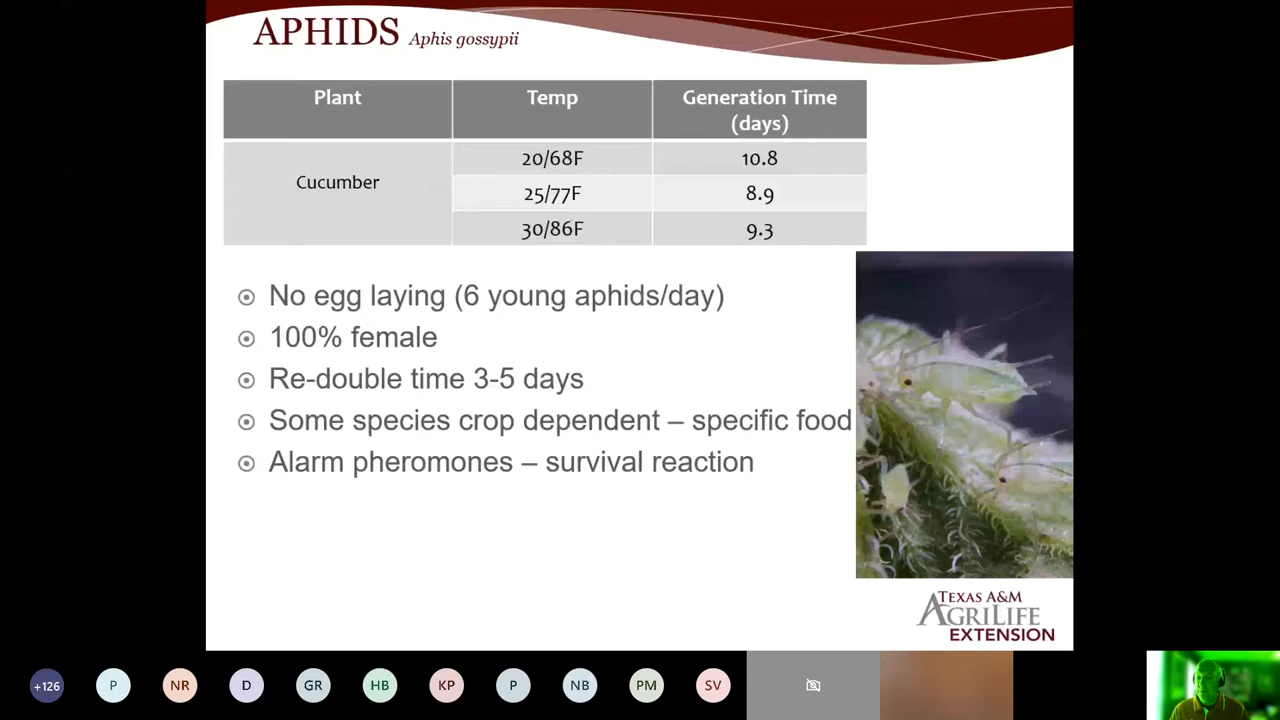 APHIDS Aphis gossypii
Plant Temp Generation Time (days)
Cucumber 20/68F 10.8
25/77F 8.9
30/86F 9.3
No egg laying (6 young aphids/day)
100% female
Re-double time 3-5 days
Some species crop dependent – specific food
Alarm pheromones – survival reaction
TEXAS A&M
AGRILIFE
EXTENSION
+126 P NR D GR HB KP P NB PM SV